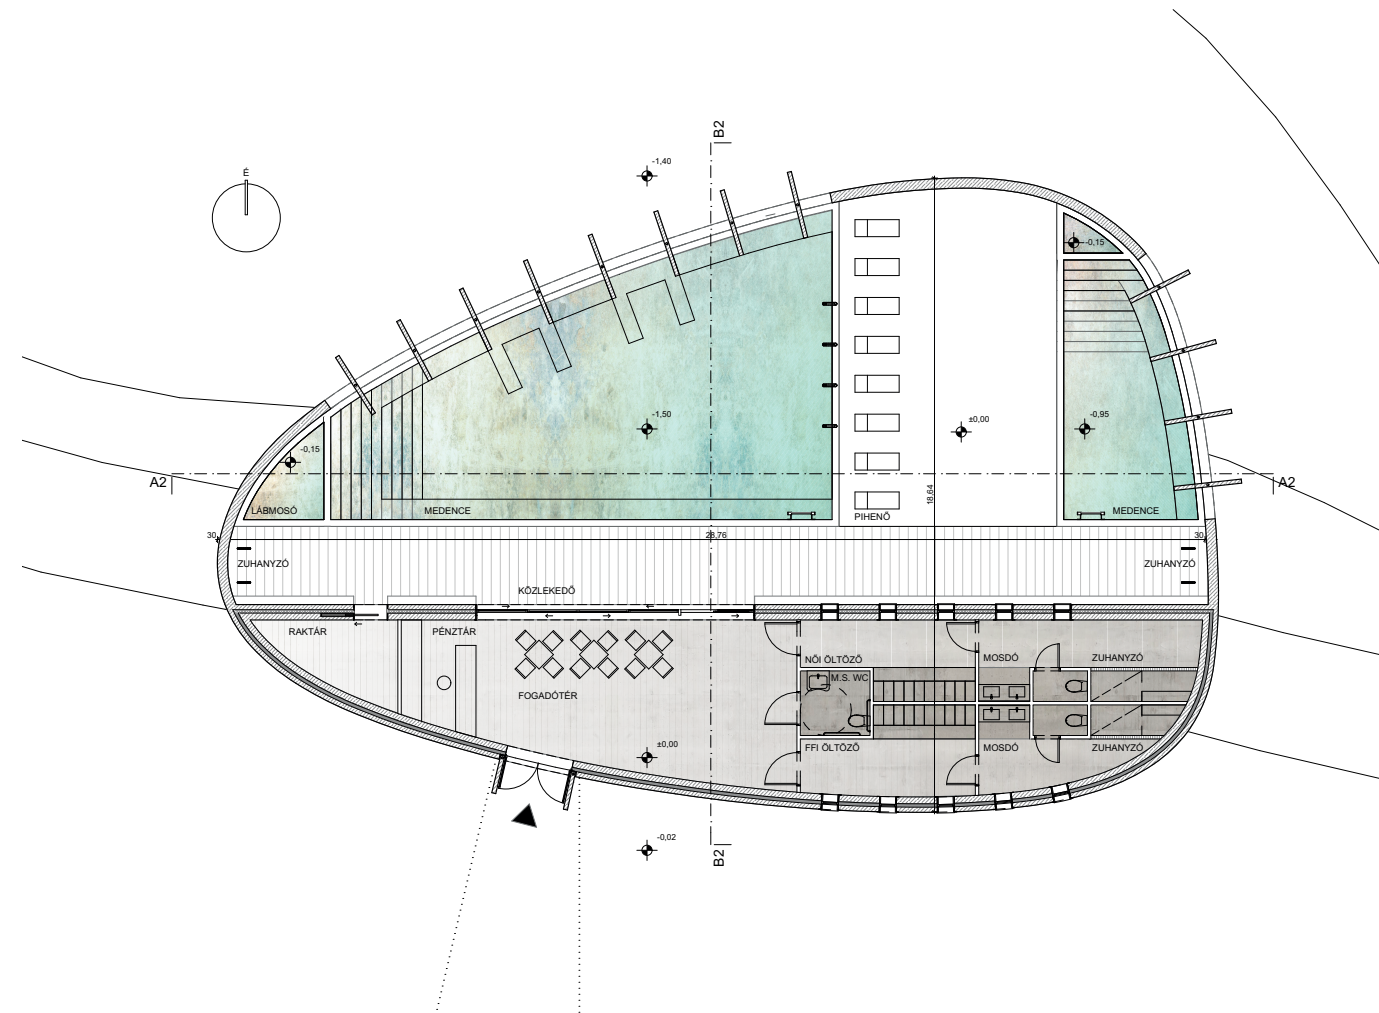 B2
-1,40
É
-0,15
±0,00
-1,50
-0,95
-0,15
A2
A2
18,64
LÁBMOSÓ
MEDENCE
PIHENŐ
MEDENCE
30
28,76
30
ZUHANYZÓ
ZUHANYZÓ
KÖZLEKEDŐ
RAKTÁR
PÉNZTÁR
NŐI ÖLTÖZŐ
MOSDÓ
ZUHANYZÓ
M.S. WC
FOGADÓTÉR
±0,00
FFI ÖLTÖZŐ
MOSDÓ
ZUHANYZÓ
-0,02
B2